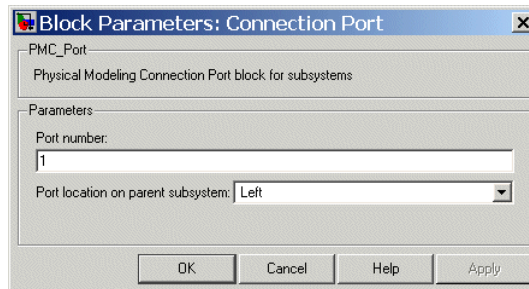 Block Parameters: Connection Port
PMC_Port
Physical Modeling Connection Port block for subsystems
Parameters
Port number:
1
Port location on parent subsystem: Left
OK Cancel Help Apply